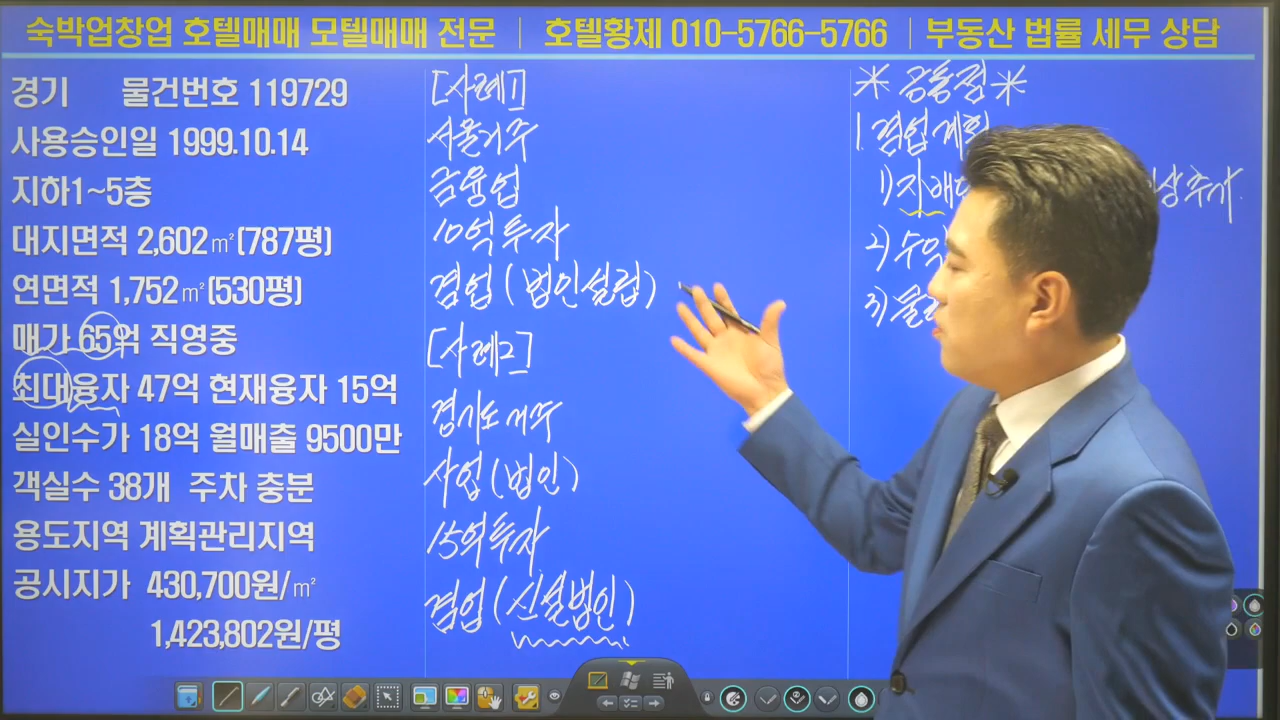 숙박업창업 호텔매매 모텔매매 전문 | 호텔황제 010-5766-5766 | 부동산 법률 세무 상담
경기 물건번호 119729
사용승인일 1999.10.14
지하1~5층
대지면적 2,602㎡(787평)
연면적 1,752㎡(530평)
매가 65억 직영중
최대융자 47억 현재융자 15억
실인수가 18억 월매출 9500만
객실수 38개 주차 충분
용도지역 계획관리지역
공시지가 430,700원/㎡
1,423,802원/평
[사례1]
서울거주
금융업
10억투자
겸업(법인설립)
[사례2]
경기도거주
사업(법인)
15억투자
겸업(신설법인)
* 공통점 *
1. 겸업계획
1)
2) 수익
3)